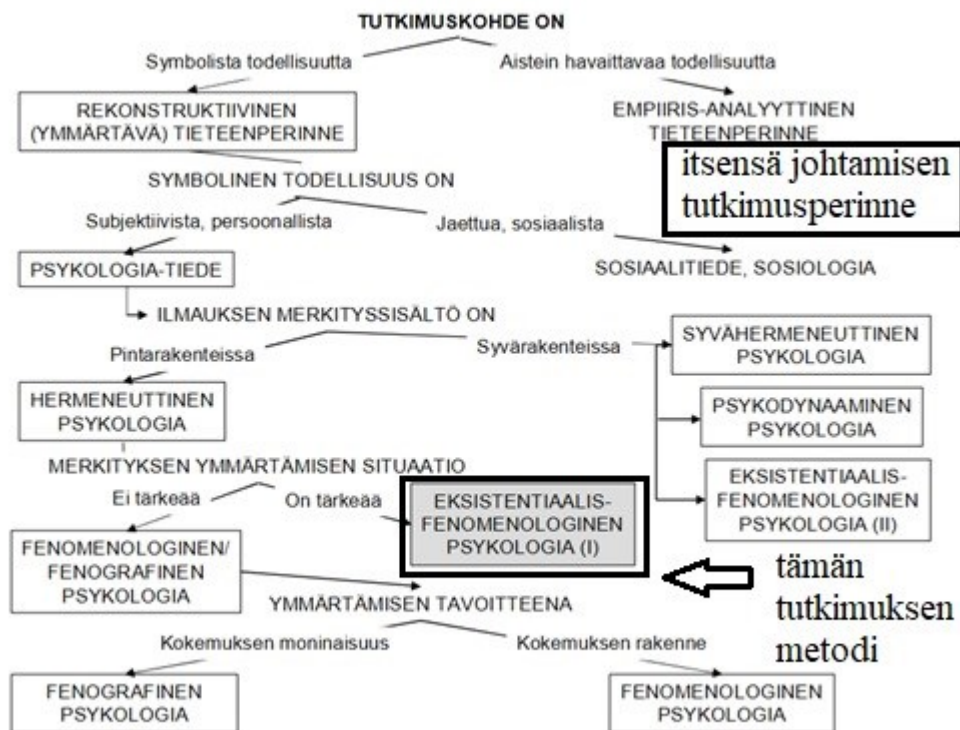 TUTKIMUSKOHDE ON
Symbolista todellisuutta
Aistein havaittavaa todellisuutta
REKONSTRUKTIIVINEN
(YMMÄRTÄVÄ) TIETEENPERINNE
EMPIIRIS-ANALYYTTINEN
TIETEENPERINNE
itsensä johtamisen
tutkimusperinne
SYMBOLINEN TODELLISUUS ON
Subjektiivista, persoonallista
Jaettua, sosiaalista
PSYKOLOGIA-TIEDE
SOSIAALITIEDE, SOSIOLOGIA
ILMAUKSEN MERKITYSSISÄLTÖ ON
Pintarakenteissa
Syvärakenteissa
SYVÄHERMENEUTTINEN
PSYKOLOGIA
HERMENEUTTINEN
PSYKOLOGIA
PSYKODYNAAMINEN
PSYKOLOGIA
MERKITYKSEN YMMÄRTÄMISEN SITUAATIO
Ei tärkeää
On tärkeää
EKSISTENTIAALIS-
FENOMENOLOGINEN
PSYKOLOGIA (I)
EKSISTENTIAALIS-
FENOMENOLOGINEN
PSYKOLOGIA (II)
FENOMENOLOGINEN/
FENOGRAFINEN
PSYKOLOGIA
tämän
tutkimuksen
metodi
YMMÄRTÄMISEN TAVOITTEENA
Kokemuksen moninaisuus
Kokemuksen rakenne
FENOGRAFINEN
PSYKOLOGIA
FENOMENOLOGINEN
PSYKOLOGIA